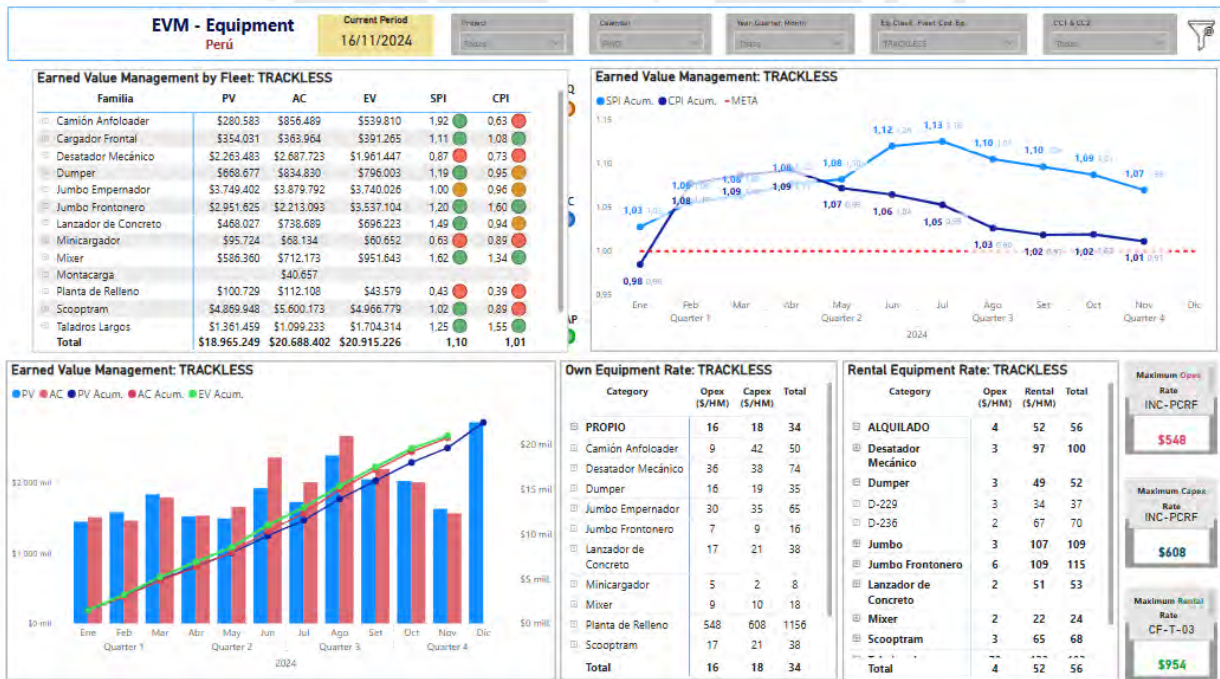 EVM - Equipment
Perú
Current Period
16/11/2024
Project
Todos
Calendar
Year-Quarter-Month
Todos
TRACKLESS
CC1 & CC2
Todos
Earned Value Management by Fleet: TRACKLESS
Familia PV AC EV SPI CPI
Camión Anfoloader $280.583 $856.489 $539.810 1,92 0,63
Cargador Frontal $354.031 $363.964 $391.265 1,11 1,08
Desatador Mecánico $2.263.483 $2.687.723 $1.961.447 0,87 0,73
Dumper $668.677 $834.830 $796.003 1,19 0,95
Jumbo Empernador $3.749.402 $3.879.792 $3.740.026 1,00 0,96
Jumbo Frontonero $2.951.625 $2.213.093 $3.537.104 1,20 1,60
Lanzador de Concreto $468.027 $738.689 $696.223 1,49 0,94
Minicargador $95.724 $68.134 $60.652 0,63 0,89
Mixer $586.360 $712.173 $951.643 1,62 1,34
Montacarga $40.657
Planta de Relleno $100.729 $112.108 $43.579 0,43 0,39
Scooptram $4.869.948 $5.600.173 $4.966.779 1,02 0,89
Taladros Largos $1.361.459 $1.099.233 $1.704.314 1,25 1,55
Total $18.965.249 $20.688.402 $20.915.226 1,10 1,01
Earned Value Management: TRACKLESS
SPI Acum. CPI Acum. META
1,15
1,10
1,05
1,00
0,95
1,03 1,06 1,08 1,08 1,08 1,12 1,13 1,10 1,10 1,09 1,07
0,98 1,08 1,09 1,09 1,07 1,06 1,05 1,03 1,02 1,02 1,01
Ene Feb Mar Abr May Jun Jul Ago Set Oct Nov Dic
Quarter 1 Quarter 2 Quarter 3 Quarter 4
2024
Earned Value Management: TRACKLESS
PV AC PV Acum. AC Acum. EV Acum.
$2.000 mil
$1.000 mil
$0 mil
$20 mil
$15 mil
$10 mil
$5 mill.
$0 mill.
Ene Feb Mar Abr May Jun Jul Ago Set Oct Nov Dic
Quarter 1 Quarter 2 Quarter 3 Quarter 4
2024
Own Equipment Rate: TRACKLESS
Category Opex ($/HM) Capex ($/HM) Total
PROPIO 16 18 34
Camión Anfoloader 9 42 50
Desatador Mecánico 36 38 74
Dumper 16 19 35
Jumbo Empernador 30 35 65
Jumbo Frontonero 7 9 16
Lanzador de Concreto 17 21 38
Minicargador 5 2 8
Mixer 9 10 18
Planta de Relleno 548 608 1156
Scooptram 17 21 38
Total 16 18 34
Rental Equipment Rate: TRACKLESS
Category Opex ($/HM) Rental ($/HM) Total
ALQUILADO 4 52 56
Desatador Mecánico 3 97 100
Dumper 3 49 52
D-229 3 34 37
D-236 2 67 70
Jumbo 3 107 109
Jumbo Frontonero 6 109 115
Lanzador de Concreto 2 51 53
Mixer 2 22 24
Scooptram 3 65 68
Total 4 52 56
Maximum Opex
Rate
INC-PCRF
$548
Maximum Capex
Rate
INC-PCRF
$608
Maximum Rental
Rate
CF-T-03
$954